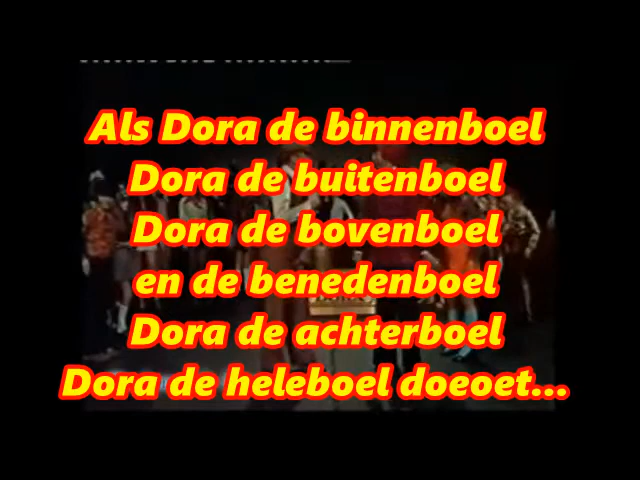 Als Dora de binnenboel
Dora de buitenboel
Dora de bovenboel
en de benedenboel
Dora de achterboel
Dora de heleboel doeoet...